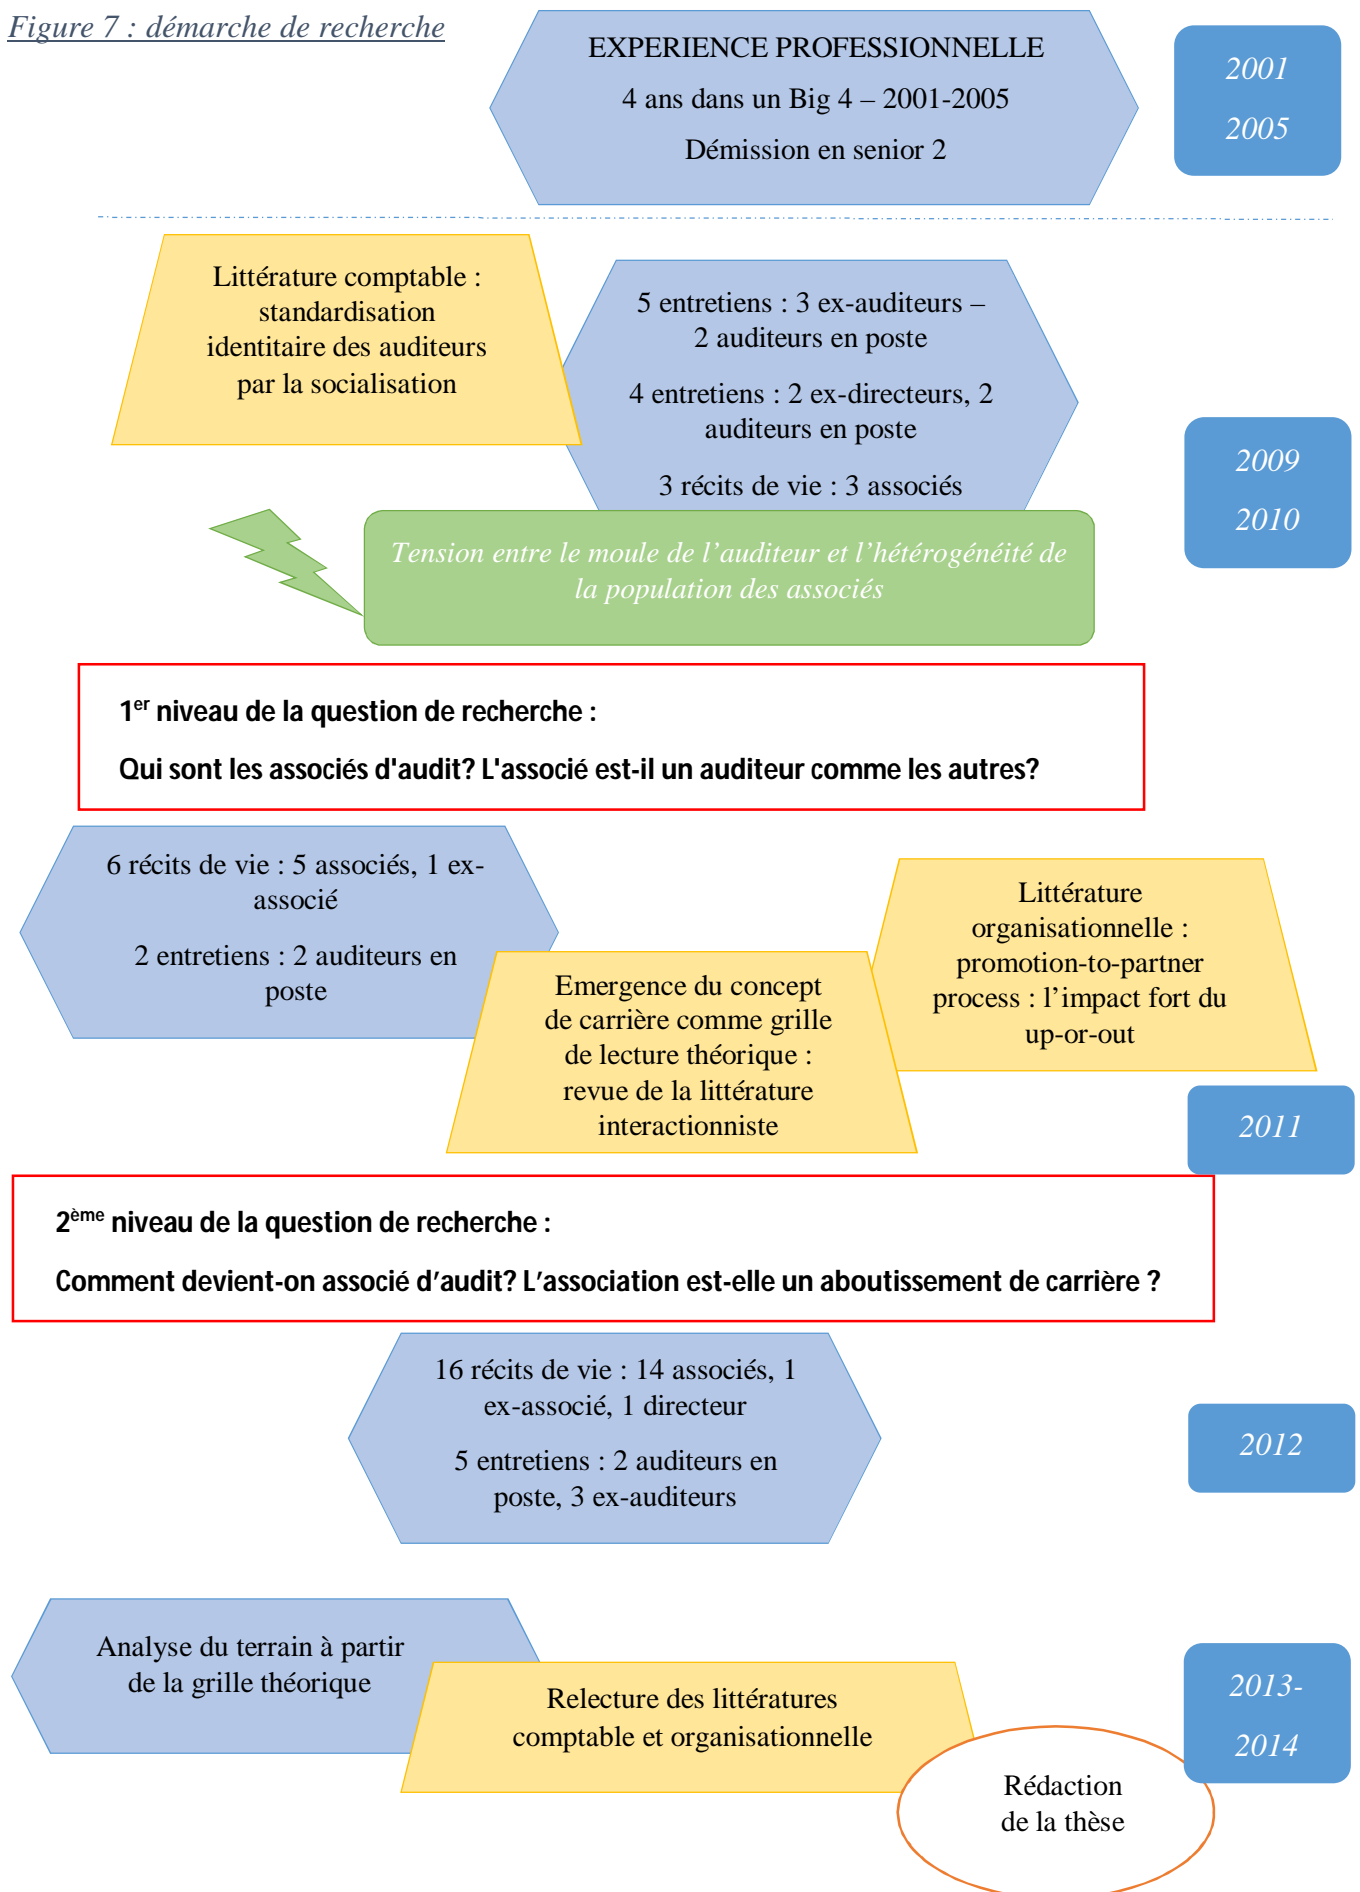 Figure 7 : démarche de recherche
EXPERIENCE PROFESSIONNELLE
4 ans dans un Big 4 – 2001-2005
Démission en senior 2
2001
2005
Littérature comptable :
standardisation
identitaire des auditeurs
par la socialisation
5 entretiens : 3 ex-auditeurs –
2 auditeurs en poste
4 entretiens : 2 ex-directeurs, 2
auditeurs en poste
3 récits de vie : 3 associés
2009
2010
Tension entre le moule de l’auditeur et l’hétérogénéité de
la population des associés
1er niveau de la question de recherche :
Qui sont les associés d'audit? L'associé est-il un auditeur comme les autres?
6 récits de vie : 5 associés, 1 ex-
associé
2 entretiens : 2 auditeurs en
poste
Emergence du concept
de carrière comme grille
de lecture théorique :
revue de la littérature
interactionniste
Littérature
organisationnelle :
promotion-to-partner
process : l’impact fort du
up-or-out
2011
2ème niveau de la question de recherche :
Comment devient-on associé d’audit? L’association est-elle un aboutissement de carrière ?
16 récits de vie : 14 associés, 1
ex-associé, 1 directeur
5 entretiens : 2 auditeurs en
poste, 3 ex-auditeurs
2012
Analyse du terrain à partir
de la grille théorique
Relecture des littératures
comptable et organisationnelle
2013-
2014
Rédaction
de la thèse